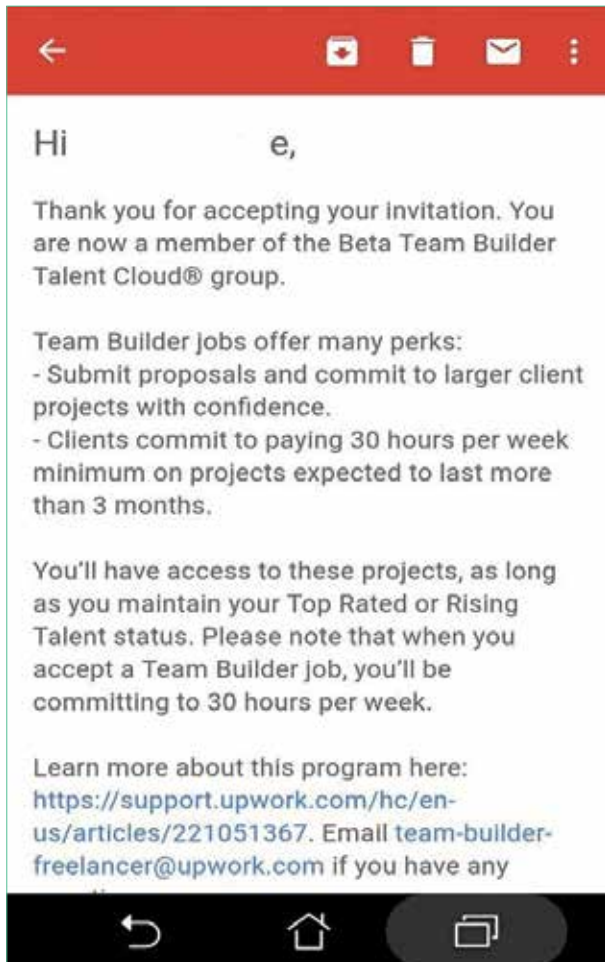 Hi e,
Thank you for accepting your invitation. You
are now a member of the Beta Team Builder
Talent Cloud® group.
Team Builder jobs offer many perks:
- Submit proposals and commit to larger client
projects with confidence.
- Clients commit to paying 30 hours per week
minimum on projects expected to last more
than 3 months.
You'll have access to these projects, as long
as you maintain your Top Rated or Rising
Talent status. Please note that when you
accept a Team Builder job, you'll be
committing to 30 hours per week.
Learn more about this program here:
https://support.upwork.com/hc/en-
us/articles/221051367. Email team-builder-
freelancer@upwork.com if you have any